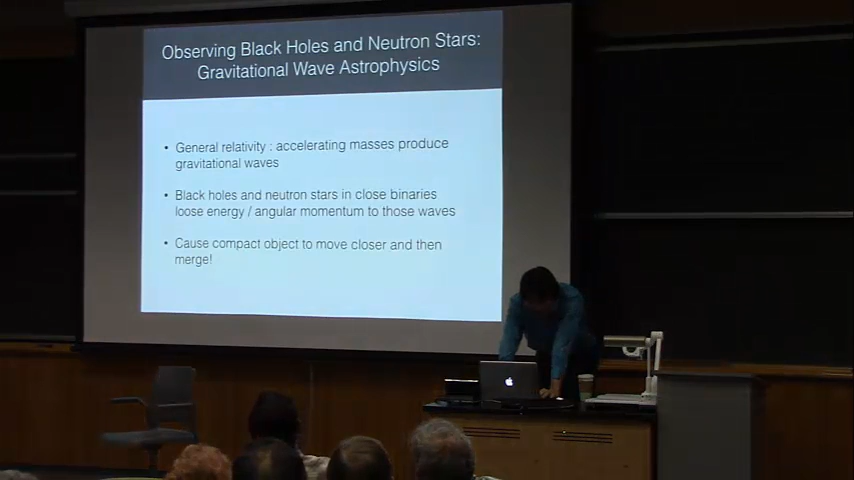 Observing Black Holes and Neutron Stars:
Gravitational Wave Astrophysics
• General relativity : accelerating masses produce
gravitational waves
• Black holes and neutron stars in close binaries
loose energy / angular momentum to those waves
• Cause compact object to move closer and then
merge!